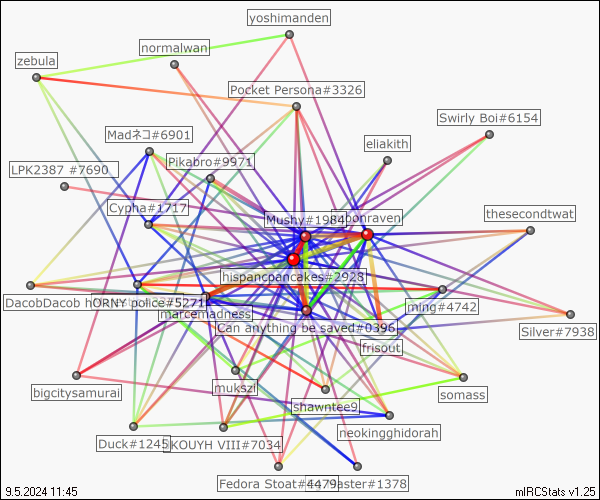 yoshimanden
normalwan
zebula
Pocket Persona#3326
Swirly Boi#6154
Madネコ#6901
eliakith
Pikabro#9971
LPK2387 #7690
Cypha#1717
Mushy#1984
onraven
thesecondtwat
hispancpancakes#2928
DacobDacob
hORNY police#5271
ming#4742
marcemadness
Can anything be saved#0396
Silver#7938
frisout
bigcitysamurai
mukszi
somass
shawntee9
neokingghidorah
Duck#1245
KOUYH VIII#7034
Fedora Stoat#4479
aster#1378
9.5.2024 11:45
mIRCStats v1.25